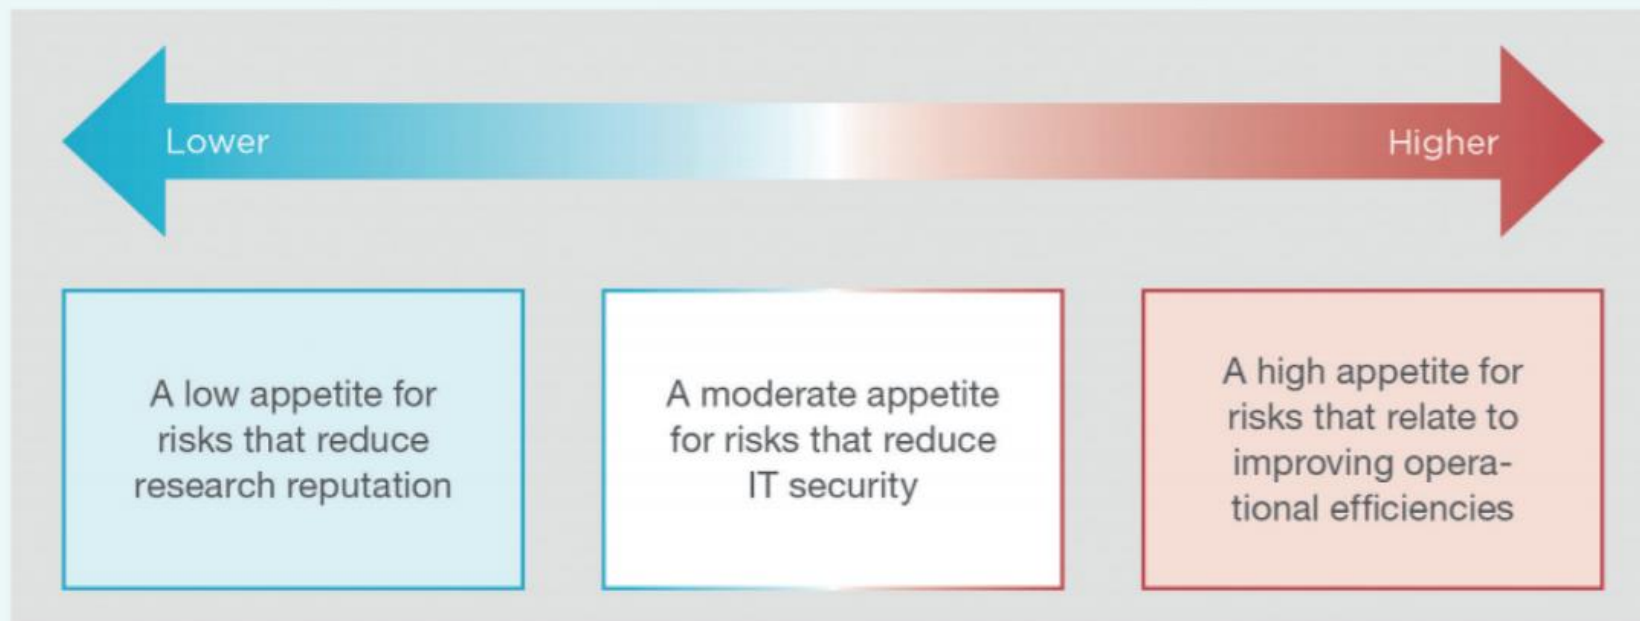 Lower
Higher
A low appetite for
risks that reduce
research reputation
A moderate appetite
for risks that reduce
IT security
A high appetite for
risks that relate to
improving opera-
tional efficiencies